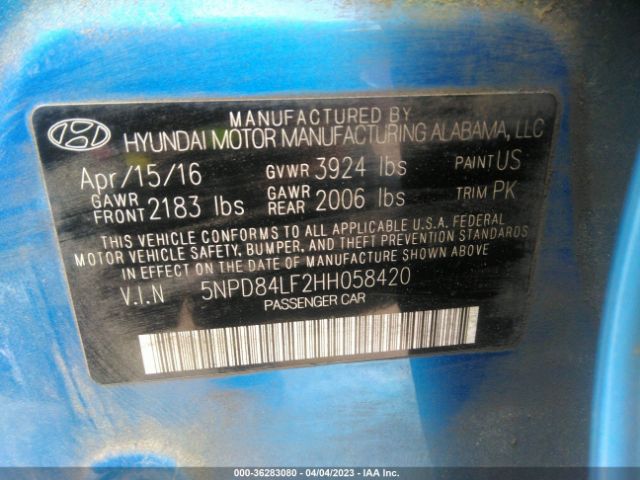 MANUFACTURED BY
HYUNDAI MOTOR MANUFACTURING ALABAMA, LLC
Apr/15/16 GVWR 3924 lbs PAINT US
GAWR FRONT 2183 lbs GAWR REAR 2006 lbs TRIM PK
THIS VEHICLE CONFORMS TO ALL APPLICABLE U.S.A. FEDERAL
MOTOR VEHICLE SAFETY, BUMPER, AND THEFT PREVENTION STANDARDS
IN EFFECT ON THE DATE OF MANUFACTURE SHOWN ABOVE
V.I.N 5NPD84LF2HH058420
PASSENGER CAR
000-36283080 - 04/04/2023 - IAA Inc.